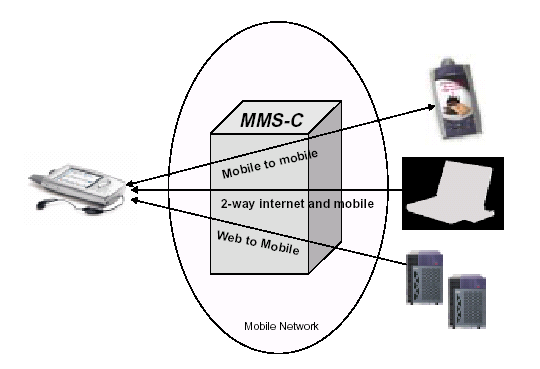 MMS-C
Mobile to mobile
2-way internet and mobile
Web to Mobile
Mobile Network